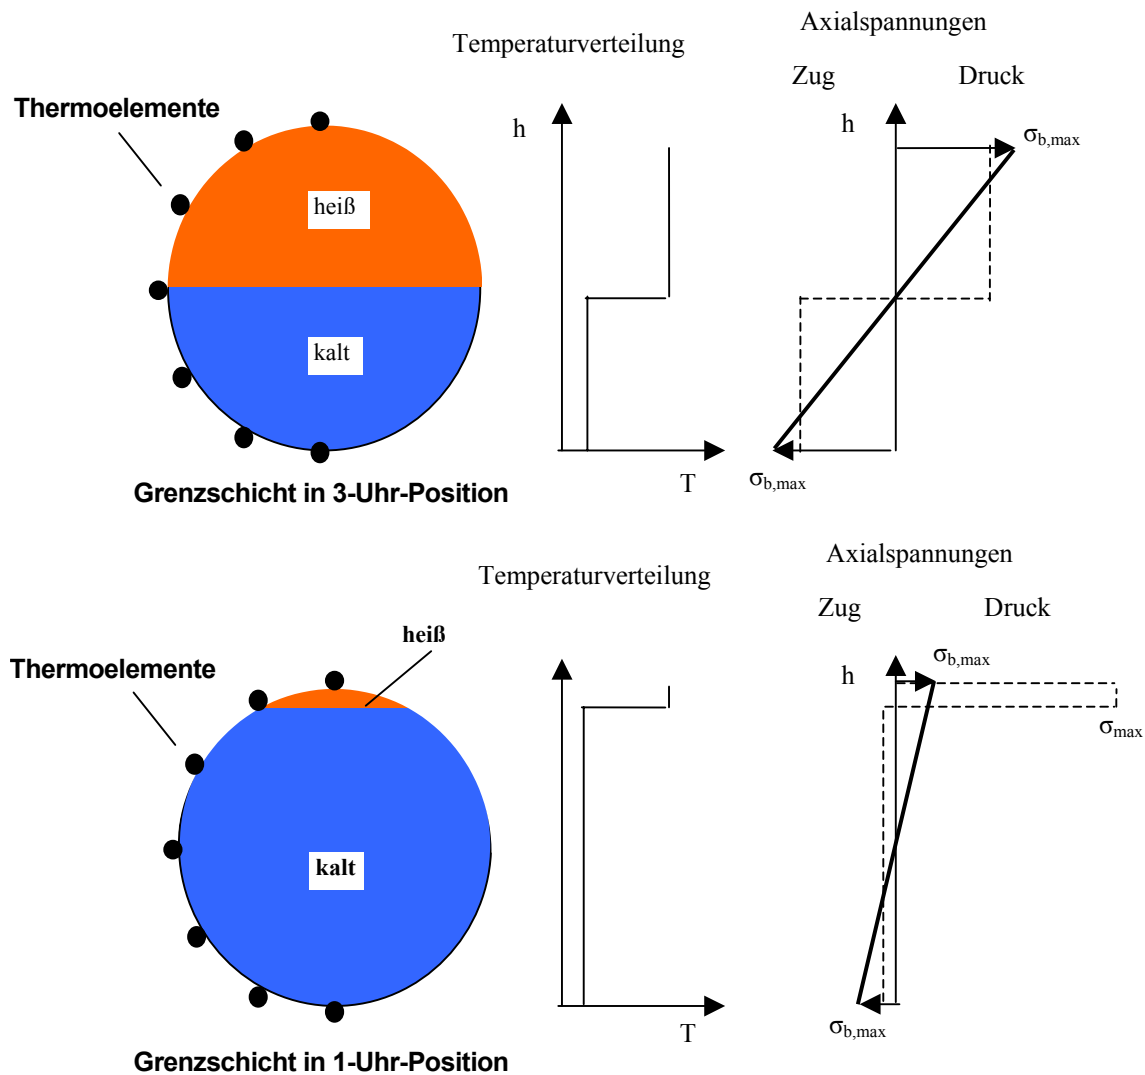 Axialspannungen
Temperaturverteilung
Zug Druck
Thermoelemente
h
h
σb,max
heiß
kalt
T
σb,max
Grenzschicht in 3-Uhr-Position
Axialspannungen
Temperaturverteilung
Zug Druck
heiß
Thermoelemente
h
σb,max
σmax
kalt
T
σb,max
Grenzschicht in 1-Uhr-Position